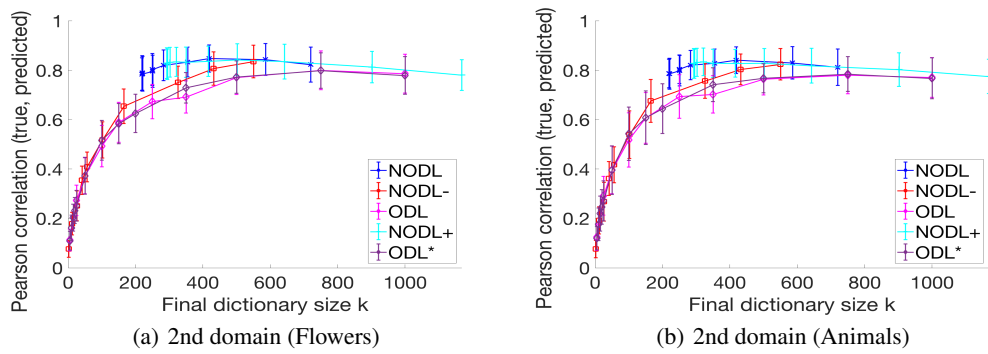 Pearson correlation (true, predicted)
1
0.8
0.6
0.4
0.2
0
0 200 400 600 800 1000
Final dictionary size k
NODL
NODL-
ODL
NODL+
ODL*
(a) 2nd domain (Flowers)
Pearson correlation (true, predicted)
1
0.8
0.6
0.4
0.2
0
0 200 400 600 800 1000
Final dictionary size k
NODL
NODL-
ODL
NODL+
ODL*
(b) 2nd domain (Animals)